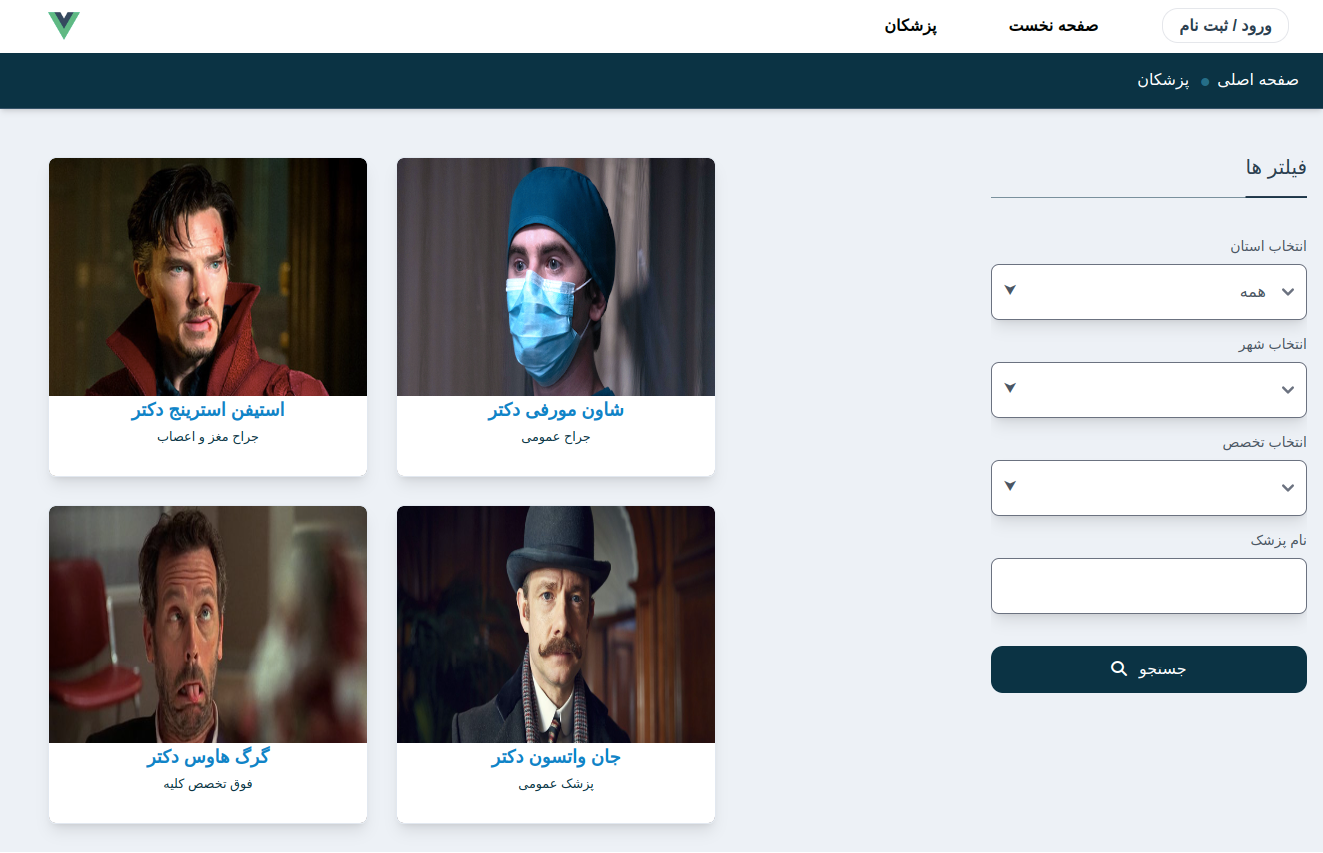 ورود / ثبت نام
صفحه نخست
پزشکان
صفحه اصلی
پزشکان
فیلتر ها
انتخاب استان
همه
انتخاب شهر
انتخاب تخصص
نام پزشک
جستجو
شاون مورفی دکتر
جراح عمومی
استیفن استرینج دکتر
جراح مغز و اعصاب
جان واتسون دکتر
پزشک عمومی
گرگ هاوس دکتر
فوق تخصص کلیه